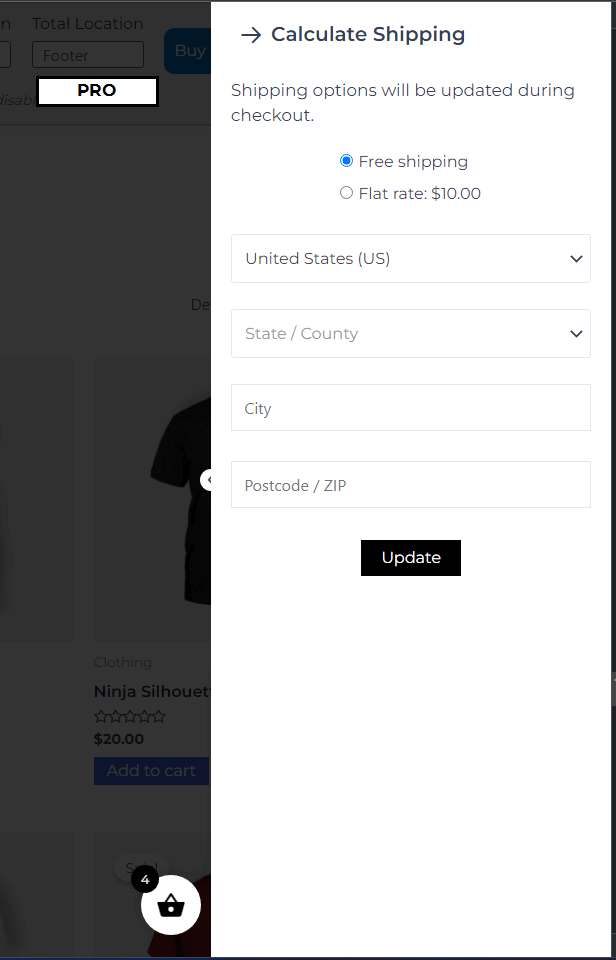 n Total Location
Footer
Buy
PRO
disab
Calculate Shipping
Shipping options will be updated during
checkout.
Free shipping
Flat rate: $10.00
United States (US)
State / County
City
Postcode / ZIP
Update
De
Clothing
Ninja Silhouet
$20.00
Add to cart
Sale!
4